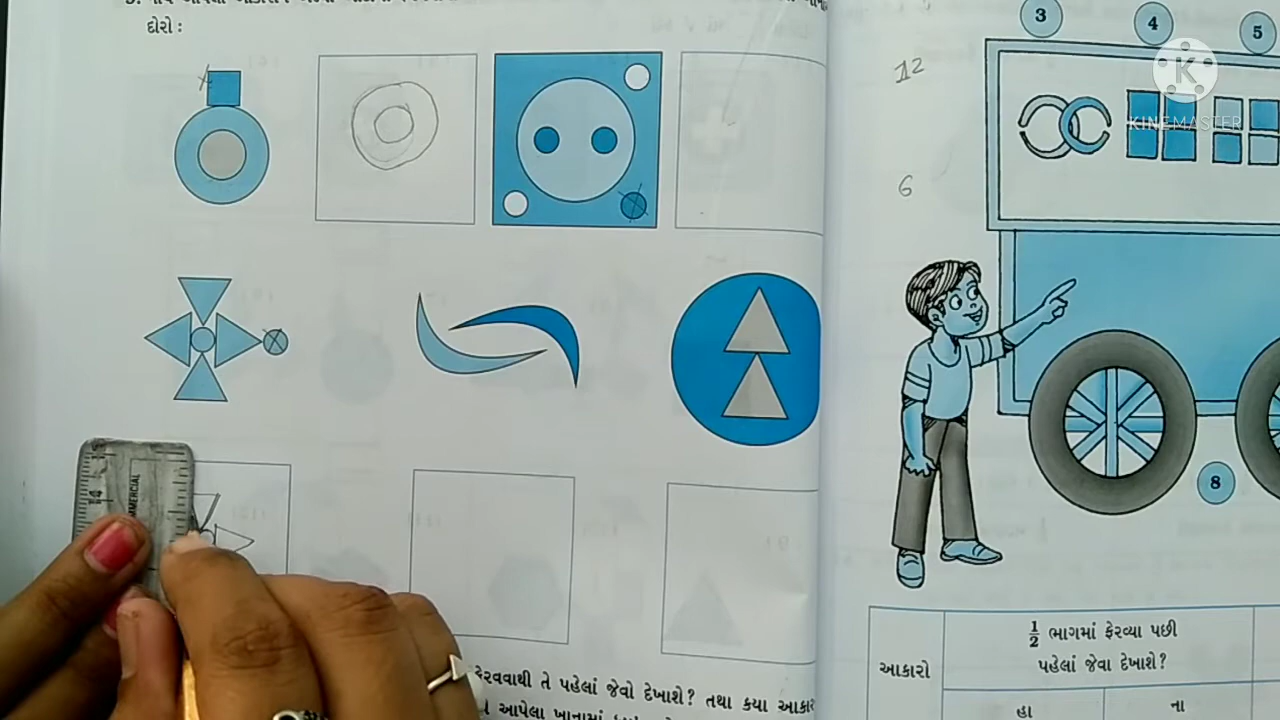 દોરો :
3
4
5
12
KINEMASTER
6
8
1/2 ભાગમાં ફેરવ્યા પછી
પહેલાં જેવા દેખાશે?
આકારો
હા
ના
ફેરવવાથી તે પહેલાં જેવો દેખાશે? તથા કયા આકાર